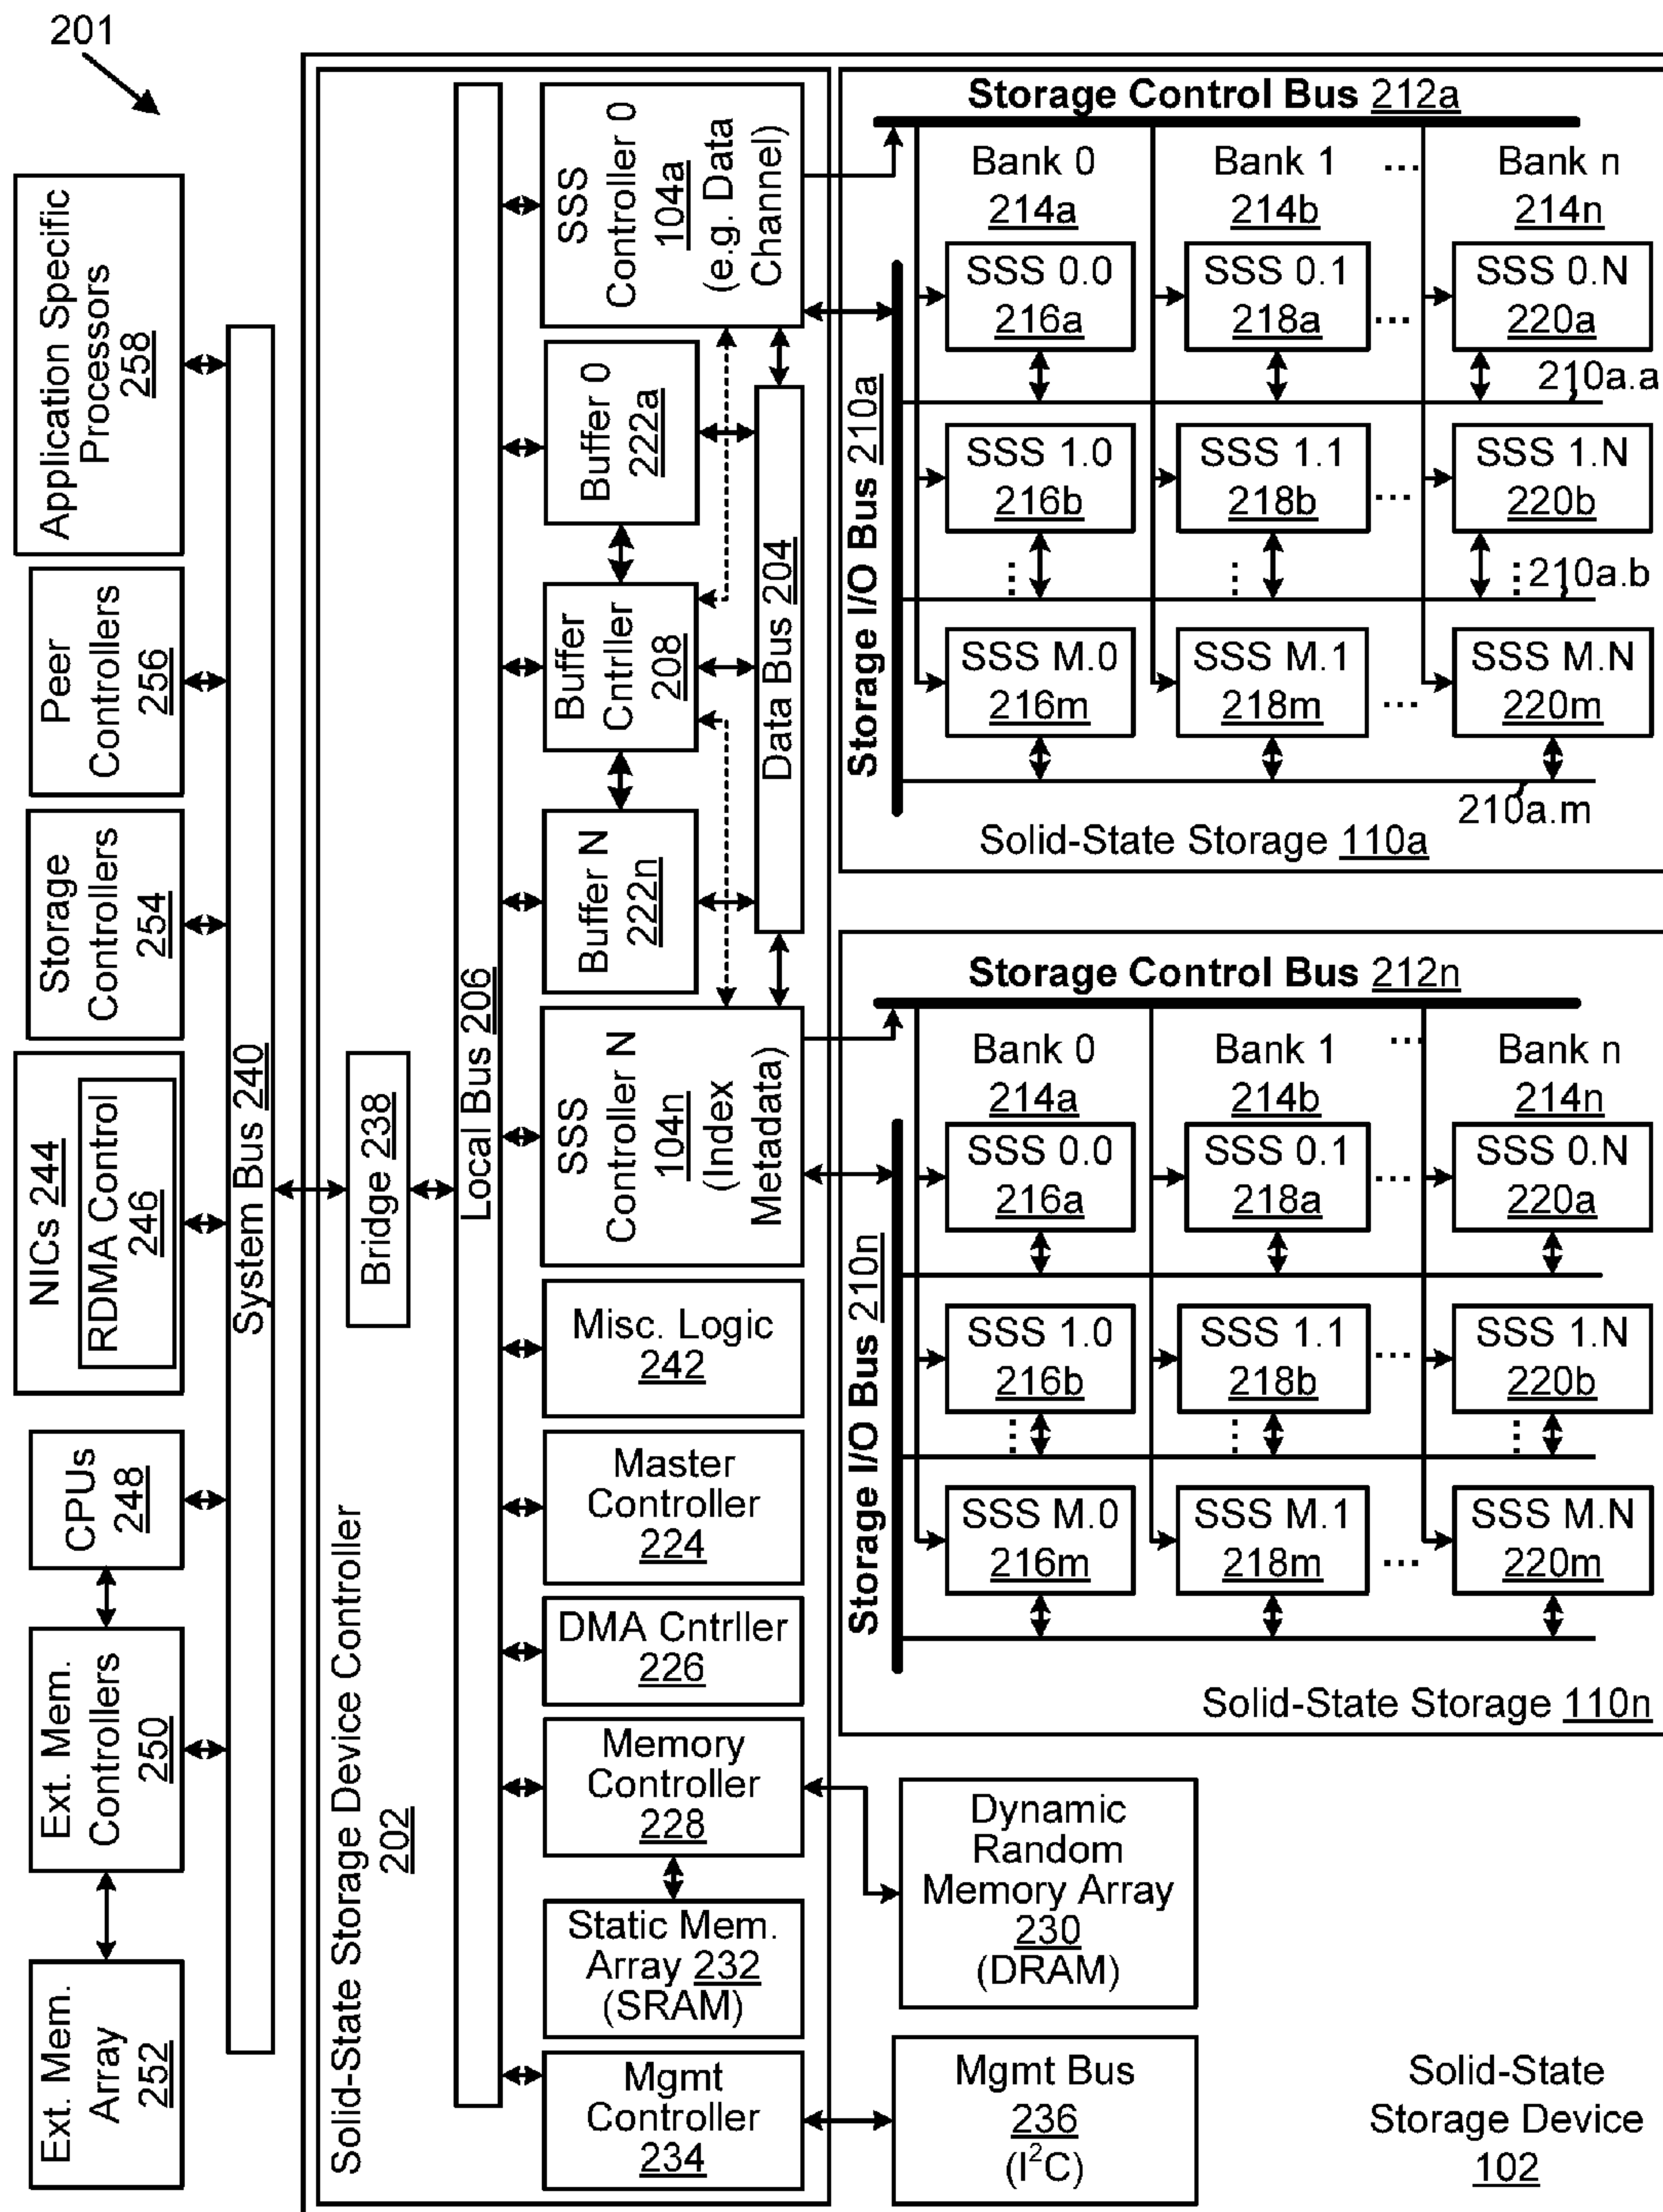 201
Application Specific
Processors
258
Peer
Controllers
256
Storage
Controllers
254
NICs 244
RDMA Control
246
CPUs
248
Ext. Mem.
Controllers
250
Ext. Mem.
Array
252
System Bus 240
Solid-State Storage Device Controller
202
Bridge 238
Local Bus 206
SSS
Controller 0
104a
(e.g. Data
Channel)
Buffer 0
222a
Buffer
Cntrller
208
Buffer N
222n
Data Bus 204
SSS
Controller N
104n
(Index
Metadata)
Misc. Logic
242
Master
Controller
224
DMA Cntrller
226
Memory
Controller
228
Static Mem.
Array 232
(SRAM)
Mgmt
Controller
234
Storage Control Bus 212a
Storage I/O Bus 210a
Bank 0 Bank 1 ... Bank n
214a 214b 214n
SSS 0.0 SSS 0.1 SSS 0.N
216a 218a ... 220a
210a.a
SSS 1.0 SSS 1.1 SSS 1.N
216b 218b ... 220b
⋮ ⋮ ⋮ 210a.b
SSS M.0 SSS M.1 SSS M.N
216m 218m ... 220m
210a.m
Solid-State Storage 110a
Storage Control Bus 212n
Storage I/O Bus 210n
Bank 0 Bank 1 ... Bank n
214a 214b 214n
SSS 0.0 SSS 0.1 SSS 0.N
216a 218a ... 220a
SSS 1.0 SSS 1.1 SSS 1.N
216b 218b ... 220b
⋮ ⋮ ⋮
SSS M.0 SSS M.1 SSS M.N
216m 218m ... 220m
Solid-State Storage 110n
Dynamic
Random
Memory Array
230
(DRAM)
Mgmt Bus
236
(I²C)
Solid-State
Storage Device
102